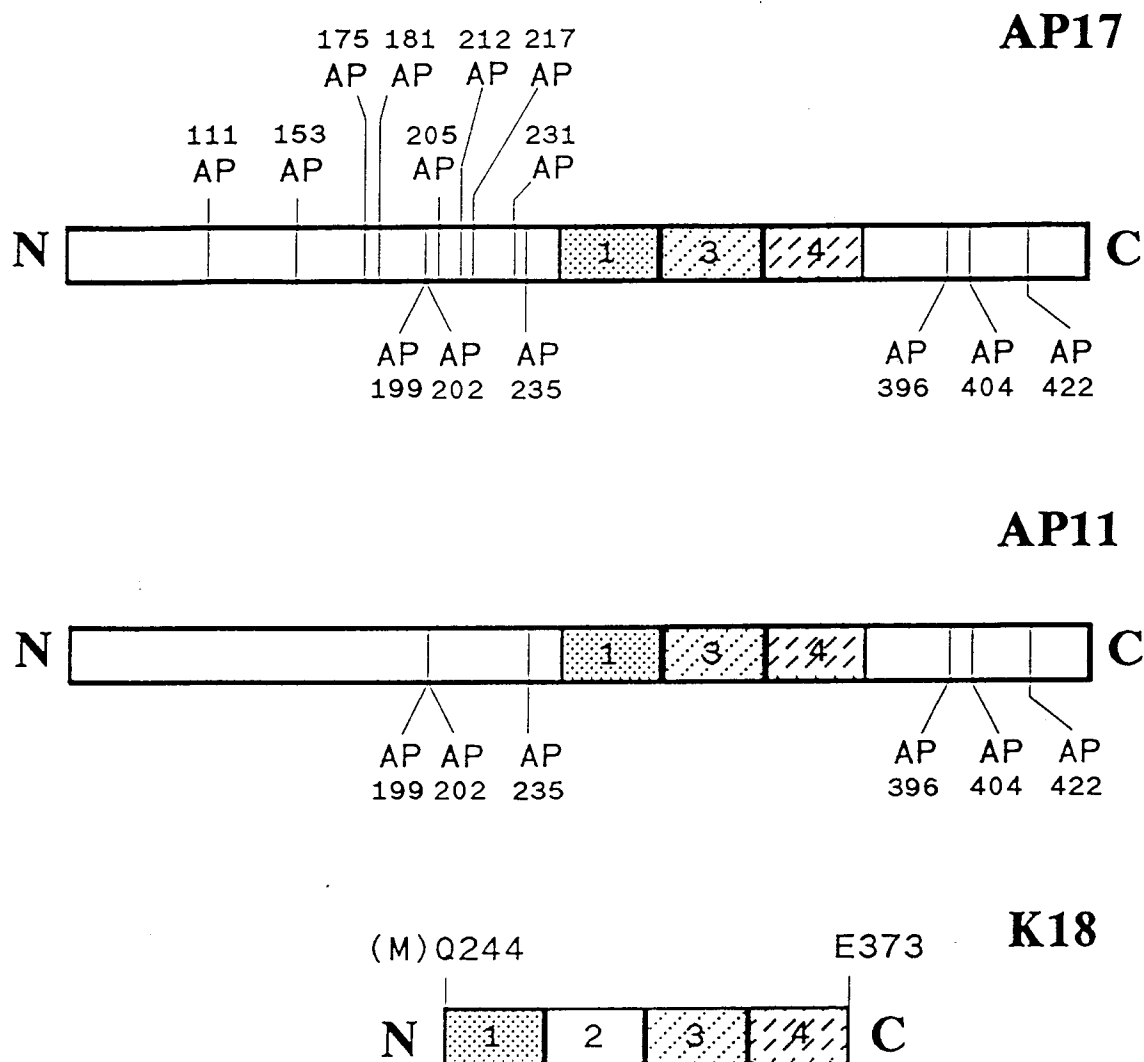 AP17
175 181 212 217
AP AP AP AP
111 153 205 231
AP AP AP AP
N 1 3 4 C
AP AP AP AP AP AP
199 202 235 396 404 422
AP11
N 1 3 4 C
AP AP AP AP AP AP
199 202 235 396 404 422
K18
(M)Q244 E373
N 1 2 3 4 C